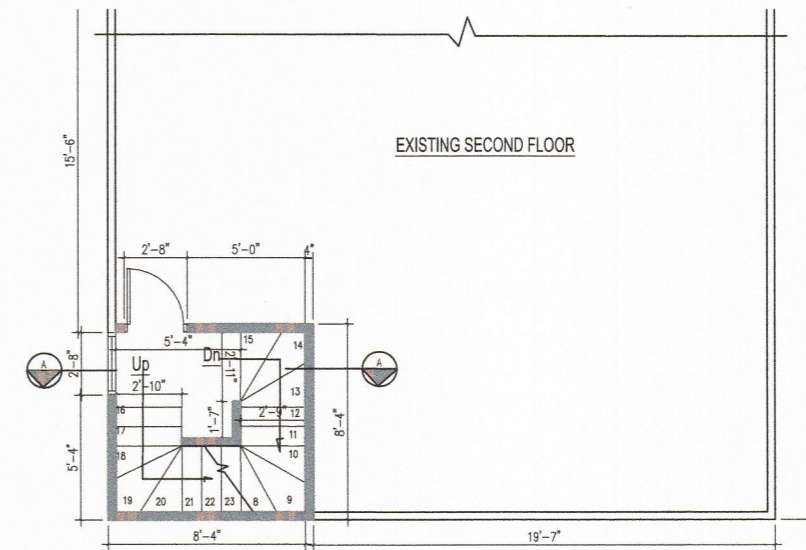 EXISTING SECOND FLOOR
15'-6"
2'-8" 5'-0" 4"
5'-4" 15 14
A 2'-8" Up Dn 2'-11" A
2'-10" 13
16 1'-7" 2'-9" 12
17 11
18 10
5'-4" 8'-4"
19 20 21 22 23 8 9
8'-4" 19'-7"